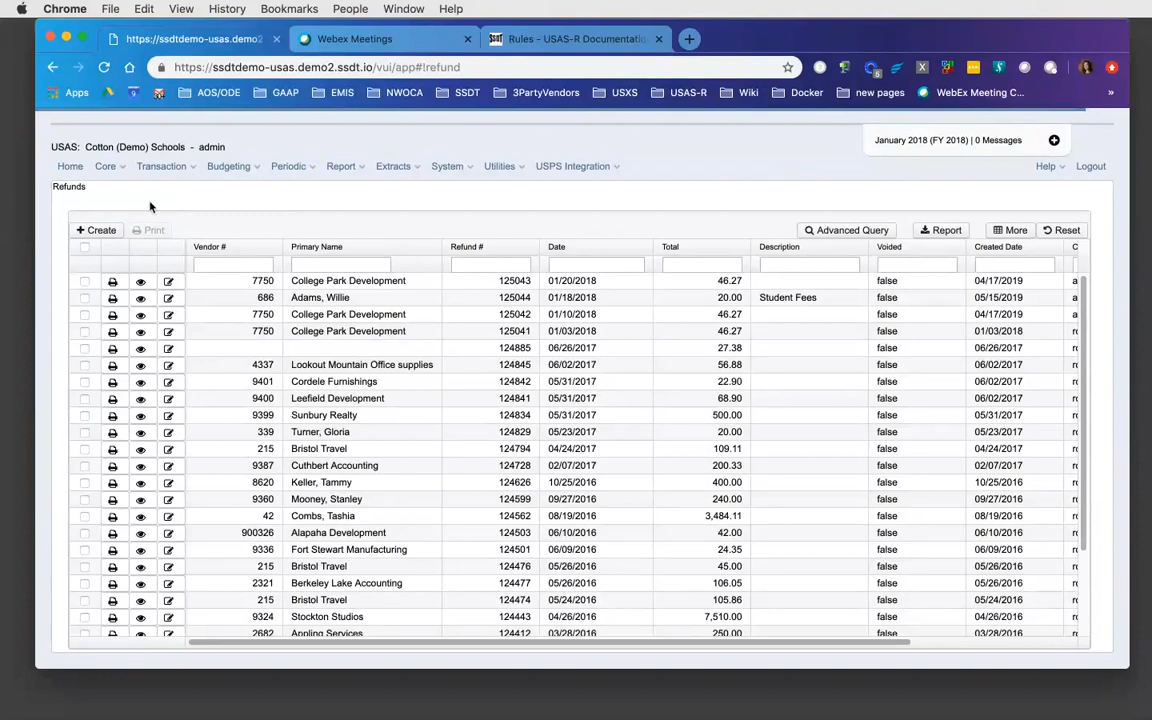 Chrome File Edit View History Bookmarks People Window Help
https://ssdtdemo-usas.demo2 Webex Meetings SSDT Rules - USAS-R Documentatio
https://ssdtdemo-usas.demo2.ssdt.io/vui/app#!refund
Apps AOS/ODE GAAP EMIS NWOCA SSDT 3PartyVendors USXS USAS-R Wiki Docker new pages WebEx Meeting C... »
USAS: Cotton (Demo) Schools - admin January 2018 (FY 2018) | 0 Messages
Home Core Transaction Budgeting Periodic Report Extracts System Utilities USPS Integration Help Logout
Refunds
+ Create Print Advanced Query Report More Reset
Vendor # Primary Name Refund # Date Total Description Voided Created Date C
7750 College Park Development 125043 01/20/2018 46.27 false 04/17/2019 a
686 Adams, Willie 125044 01/18/2018 20.00 Student Fees false 05/15/2019 a
7750 College Park Development 125042 01/10/2018 46.27 false 04/17/2019 a
7750 College Park Development 125041 01/03/2018 46.27 false 01/03/2018
124885 06/26/2017 27.38 false 06/26/2017
4337 Lookout Mountain Office supplies 124845 06/02/2017 56.88 false 06/02/2017
9401 Cordele Furnishings 124842 05/31/2017 22.90 false 06/02/2017
9400 Leefield Development 124841 05/31/2017 68.90 false 06/02/2017
9399 Sunbury Realty 124834 05/31/2017 500.00 false 05/31/2017
339 Turner, Gloria 124829 05/23/2017 20.00 false 05/23/2017
215 Bristol Travel 124794 04/24/2017 109.11 false 04/24/2017
9387 Cuthbert Accounting 124728 02/07/2017 200.33 false 02/07/2017
8620 Keller, Tammy 124626 10/25/2016 400.00 false 10/25/2016
9360 Mooney, Stanley 124599 09/27/2016 240.00 false 09/27/2016
42 Combs, Tashia 124562 08/19/2016 3,484.11 false 08/19/2016
900326 Alapaha Development 124503 06/10/2016 42.00 false 06/10/2016
9336 Fort Stewart Manufacturing 124501 06/09/2016 24.35 false 06/09/2016
215 Bristol Travel 124476 05/26/2016 45.00 false 05/26/2016
2321 Berkeley Lake Accounting 124477 05/26/2016 106.05 false 05/26/2016
215 Bristol Travel 124474 05/24/2016 105.86 false 05/24/2016
9324 Stockton Studios 124443 04/26/2016 7,510.00 false 04/26/2016
2682 Appling Services 124412 03/28/2016 250.00 false 03/28/2016